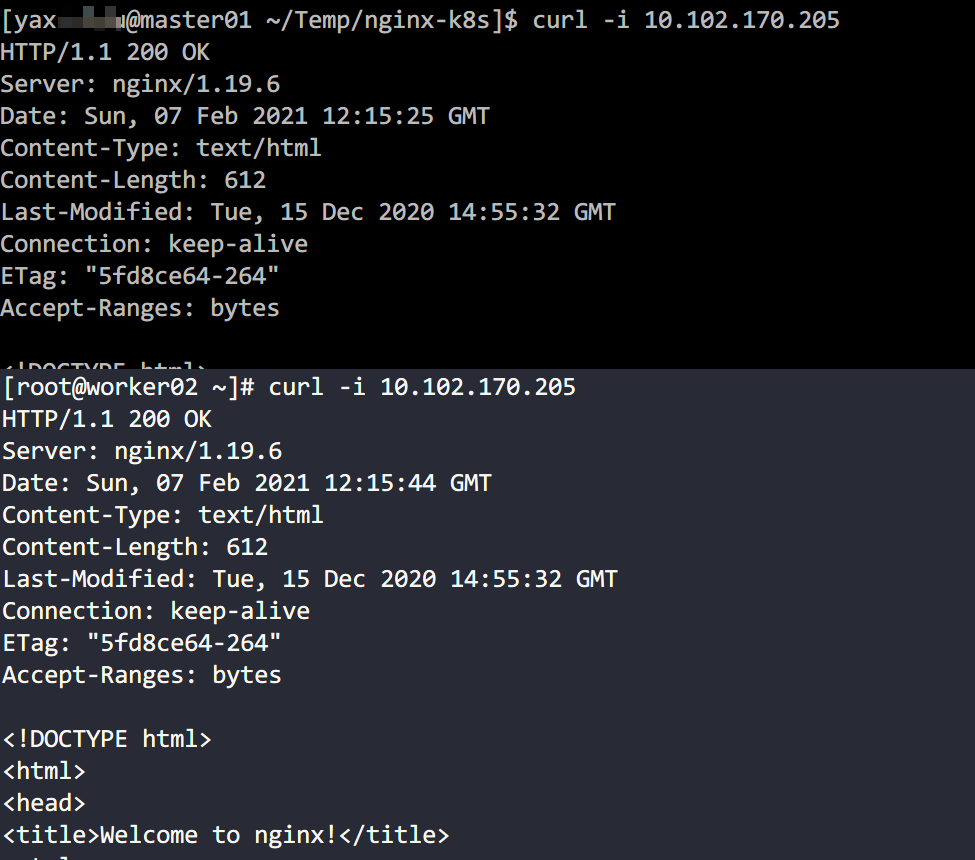 [yax u@master01 ~/Temp/nginx-k8s]$ curl -i 10.102.170.205
HTTP/1.1 200 OK
Server: nginx/1.19.6
Date: Sun, 07 Feb 2021 12:15:25 GMT
Content-Type: text/html
Content-Length: 612
Last-Modified: Tue, 15 Dec 2020 14:55:32 GMT
Connection: keep-alive
ETag: "5fd8ce64-264"
Accept-Ranges: bytes
<!DOCTYPE html>
[root@worker02 ~]# curl -i 10.102.170.205
HTTP/1.1 200 OK
Server: nginx/1.19.6
Date: Sun, 07 Feb 2021 12:15:44 GMT
Content-Type: text/html
Content-Length: 612
Last-Modified: Tue, 15 Dec 2020 14:55:32 GMT
Connection: keep-alive
ETag: "5fd8ce64-264"
Accept-Ranges: bytes
<!DOCTYPE html>
<html>
<head>
<title>Welcome to nginx!</title>